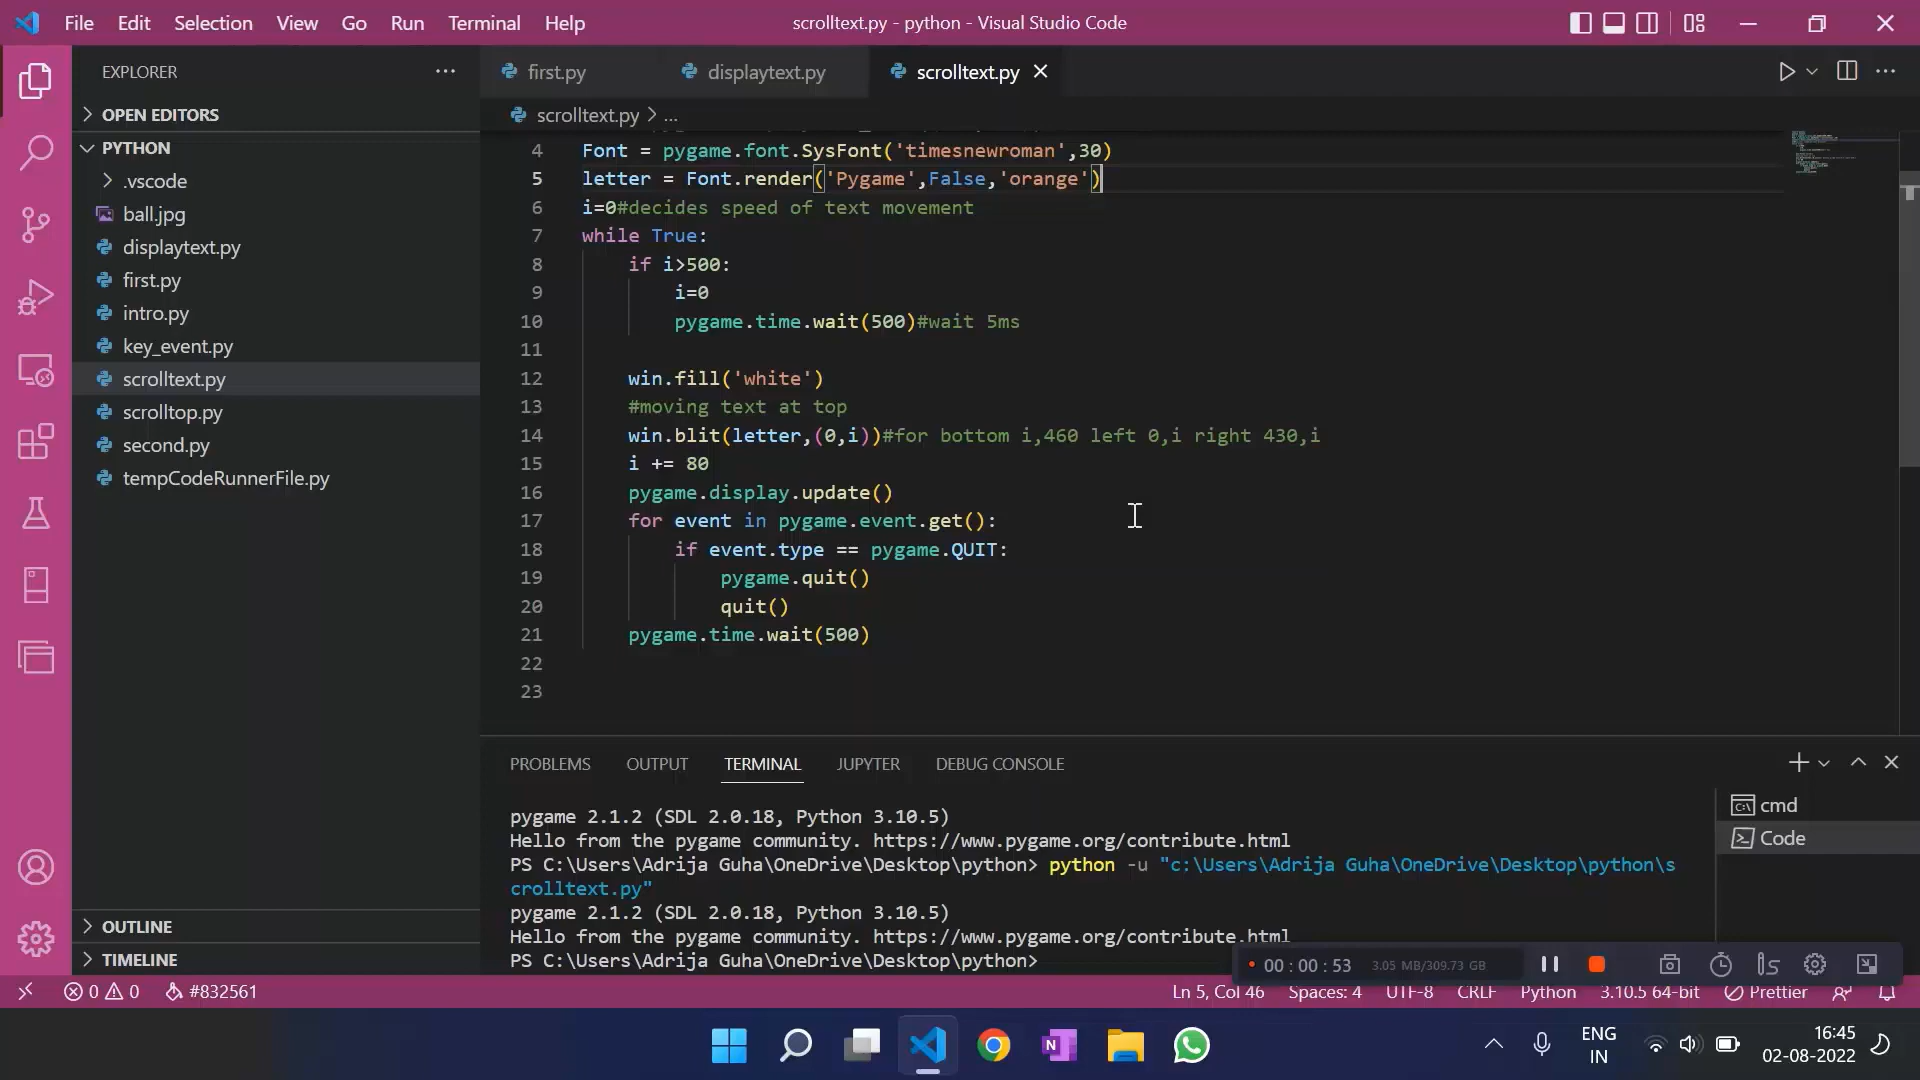 File Edit Selection View Go Run Terminal Help scrolltext.py - python - Visual Studio Code
EXPLORER
OPEN EDITORS
PYTHON
.vscode
ball.jpg
displaytext.py
first.py
intro.py
key_event.py
scrolltext.py
scrolltop.py
second.py
tempCodeRunnerFile.py
OUTLINE
TIMELINE
first.py displaytext.py scrolltext.py
scrolltext.py > ...
4 Font = pygame.font.SysFont('timesnewroman',30)
5 letter = Font.render('Pygame',False,'orange')
6 i=0#decides speed of text movement
7 while True:
8 if i>500:
9 i=0
10 pygame.time.wait(500)#wait 5ms
11
12 win.fill('white')
13 #moving text at top
14 win.blit(letter,(0,i))#for bottom i,460 left 0,i right 430,i
15 i += 80
16 pygame.display.update()
17 for event in pygame.event.get():
18 if event.type == pygame.QUIT:
19 pygame.quit()
20 quit()
21 pygame.time.wait(500)
22
23
PROBLEMS OUTPUT TERMINAL JUPYTER DEBUG CONSOLE
pygame 2.1.2 (SDL 2.0.18, Python 3.10.5)
Hello from the pygame community. https://www.pygame.org/contribute.html
PS C:\Users\Adrija Guha\OneDrive\Desktop\python> python -u "c:\Users\Adrija Guha\OneDrive\Desktop\python\s
crolltext.py"
pygame 2.1.2 (SDL 2.0.18, Python 3.10.5)
Hello from the pygame community. https://www.pygame.org/contribute.html
PS C:\Users\Adrija Guha\OneDrive\Desktop\python>
cmd
Code
00 : 00 : 53 3.05 MB/309.73 GB
0 0 #832561 Ln 5, Col 46 Spaces: 4 UTF-8 CRLF Python 3.10.5 64-bit Prettier
ENG
IN
16:45
02-08-2022